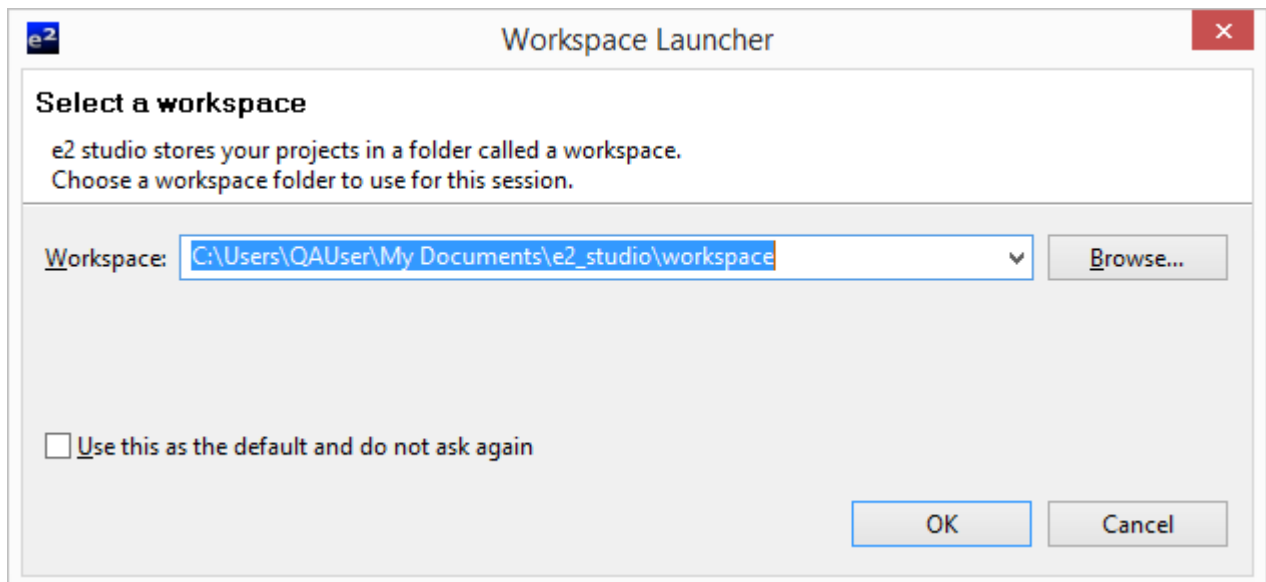 e²
Workspace Launcher
Select a workspace
e2 studio stores your projects in a folder called a workspace.
Choose a workspace folder to use for this session.
Workspace: C:\Users\QAUser\My Documents\e2_studio\workspace Browse...
Use this as the default and do not ask again
OK Cancel